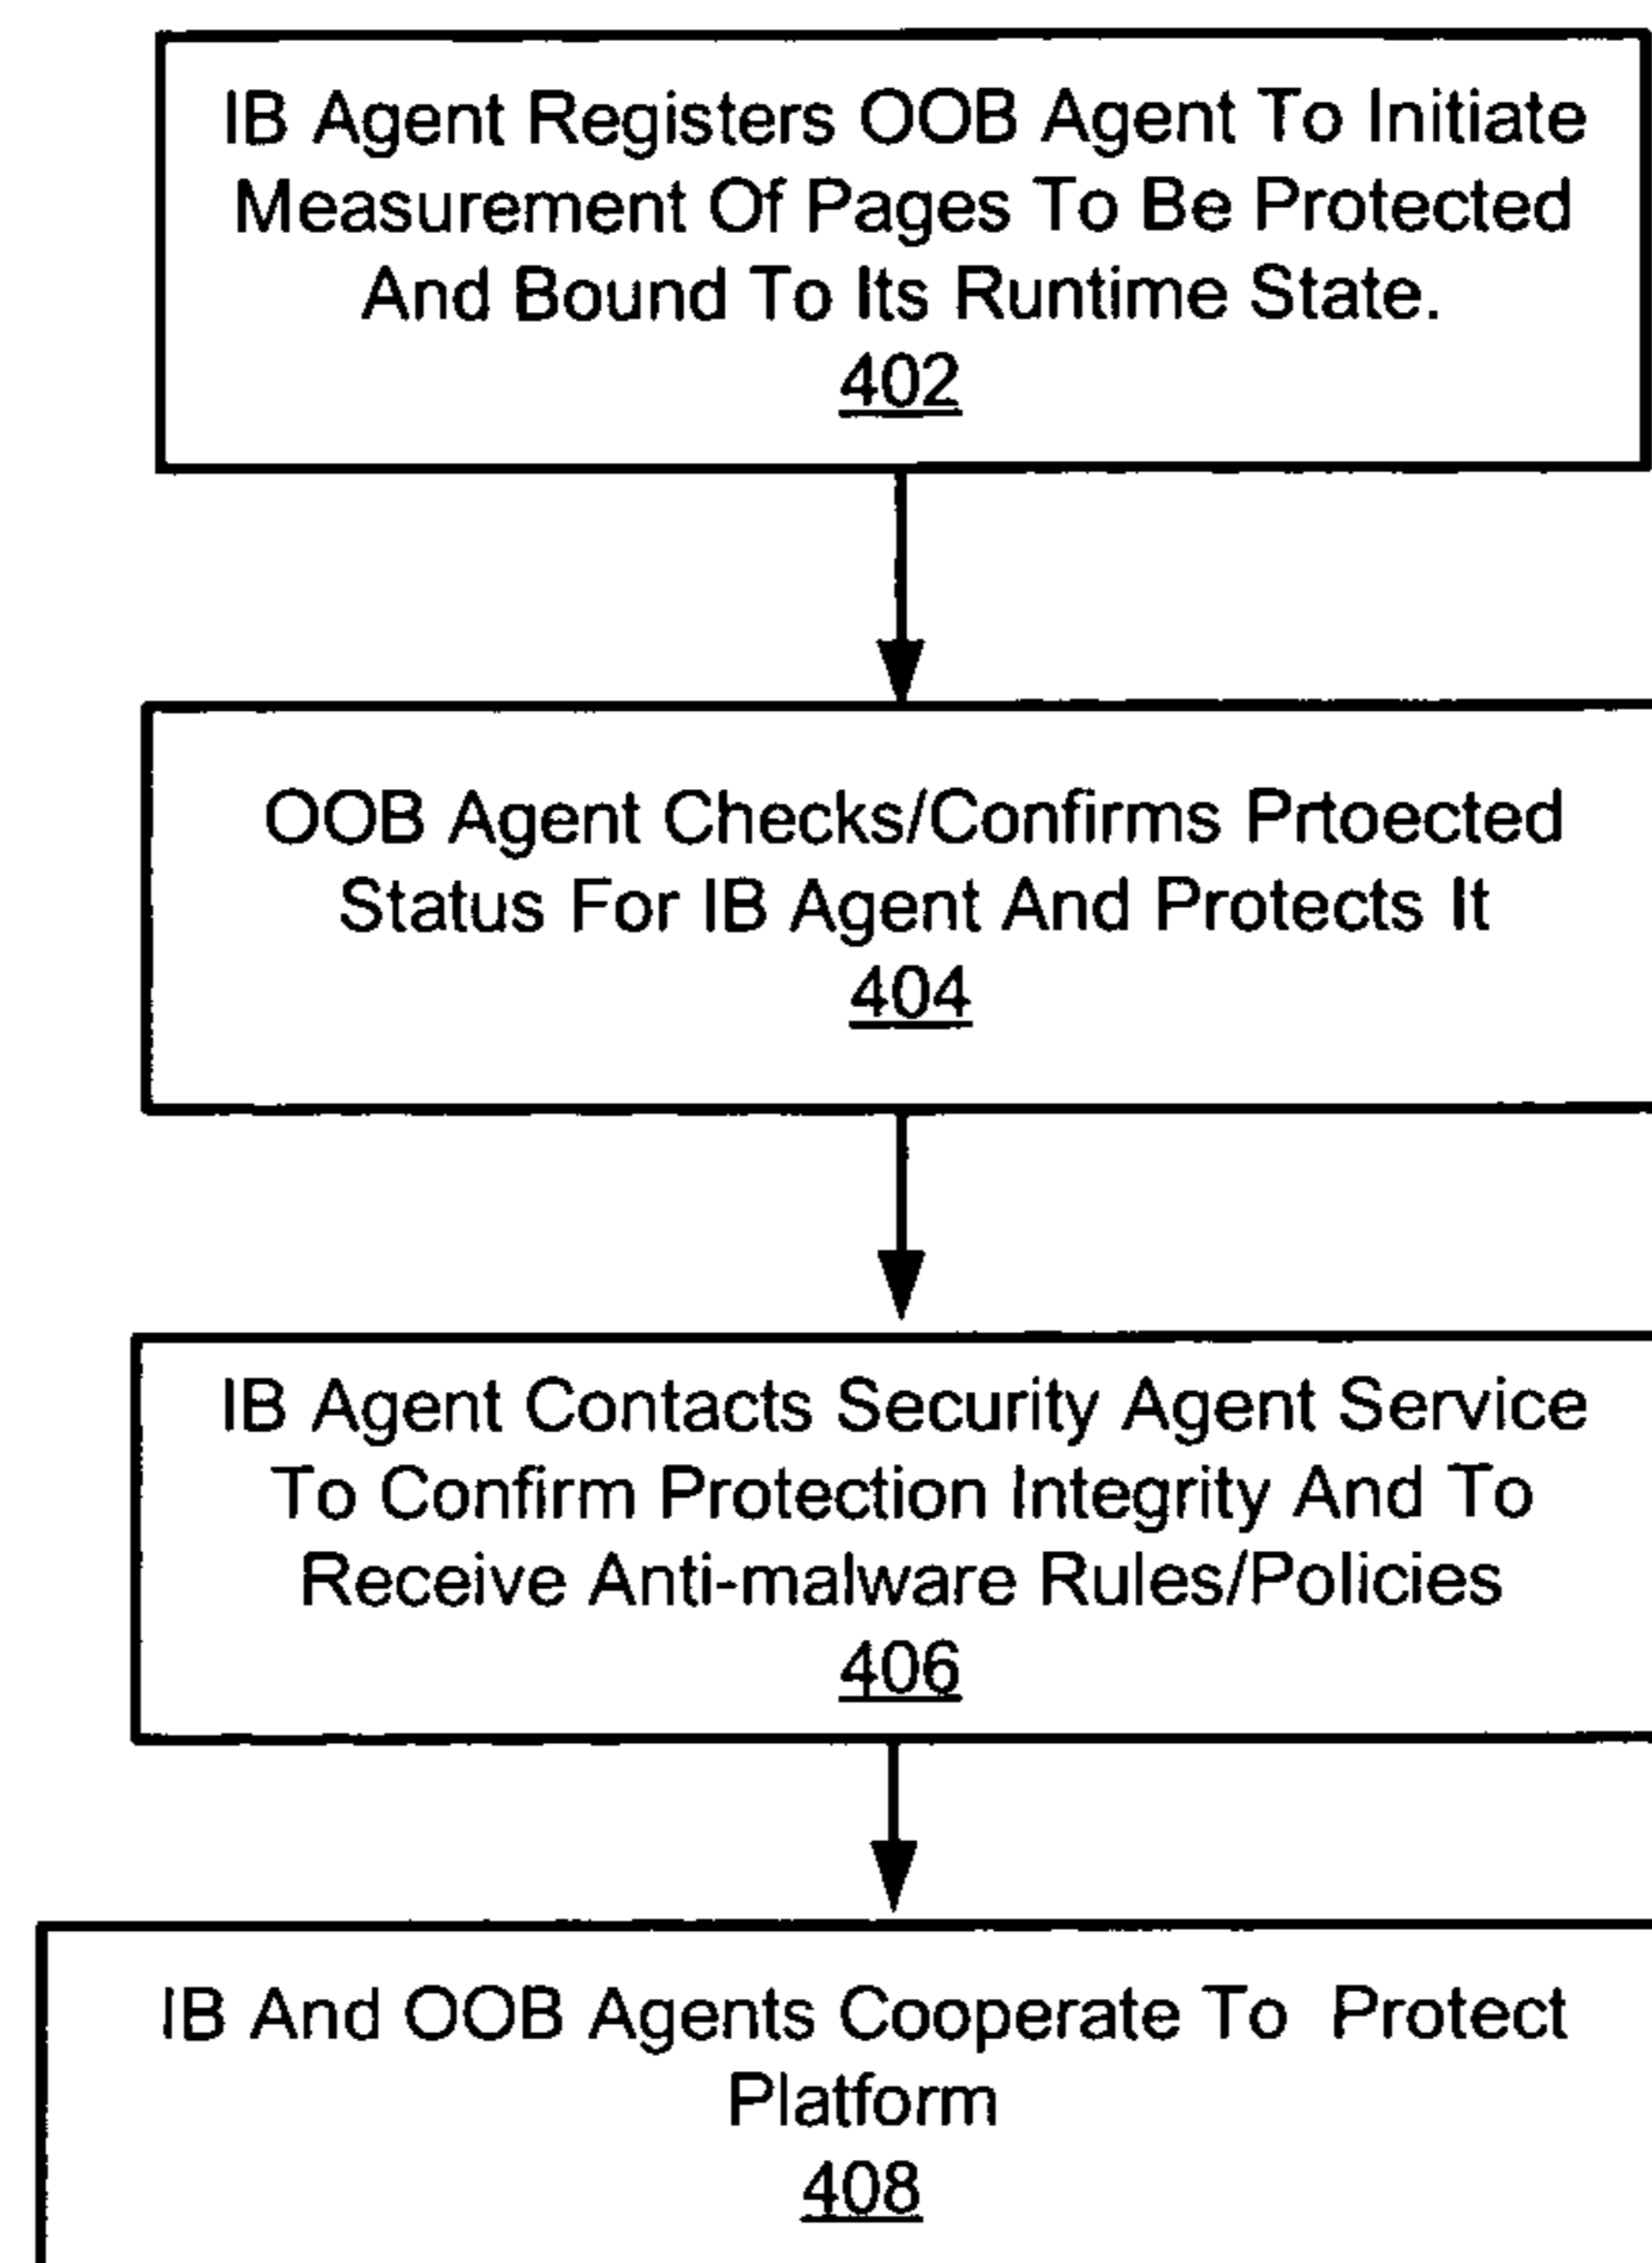 IB Agent Registers OOB Agent To Initiate
Measurement Of Pages To Be Protected
And Bound To Its Runtime State.
402
OOB Agent Checks/Confirms Prtoected
Status For IB Agent And Protects It
404
IB Agent Contacts Security Agent Service
To Confirm Protection Integrity And To
Receive Anti-malware Rules/Policies
406
IB And OOB Agents Cooperate To Protect
Platform
408